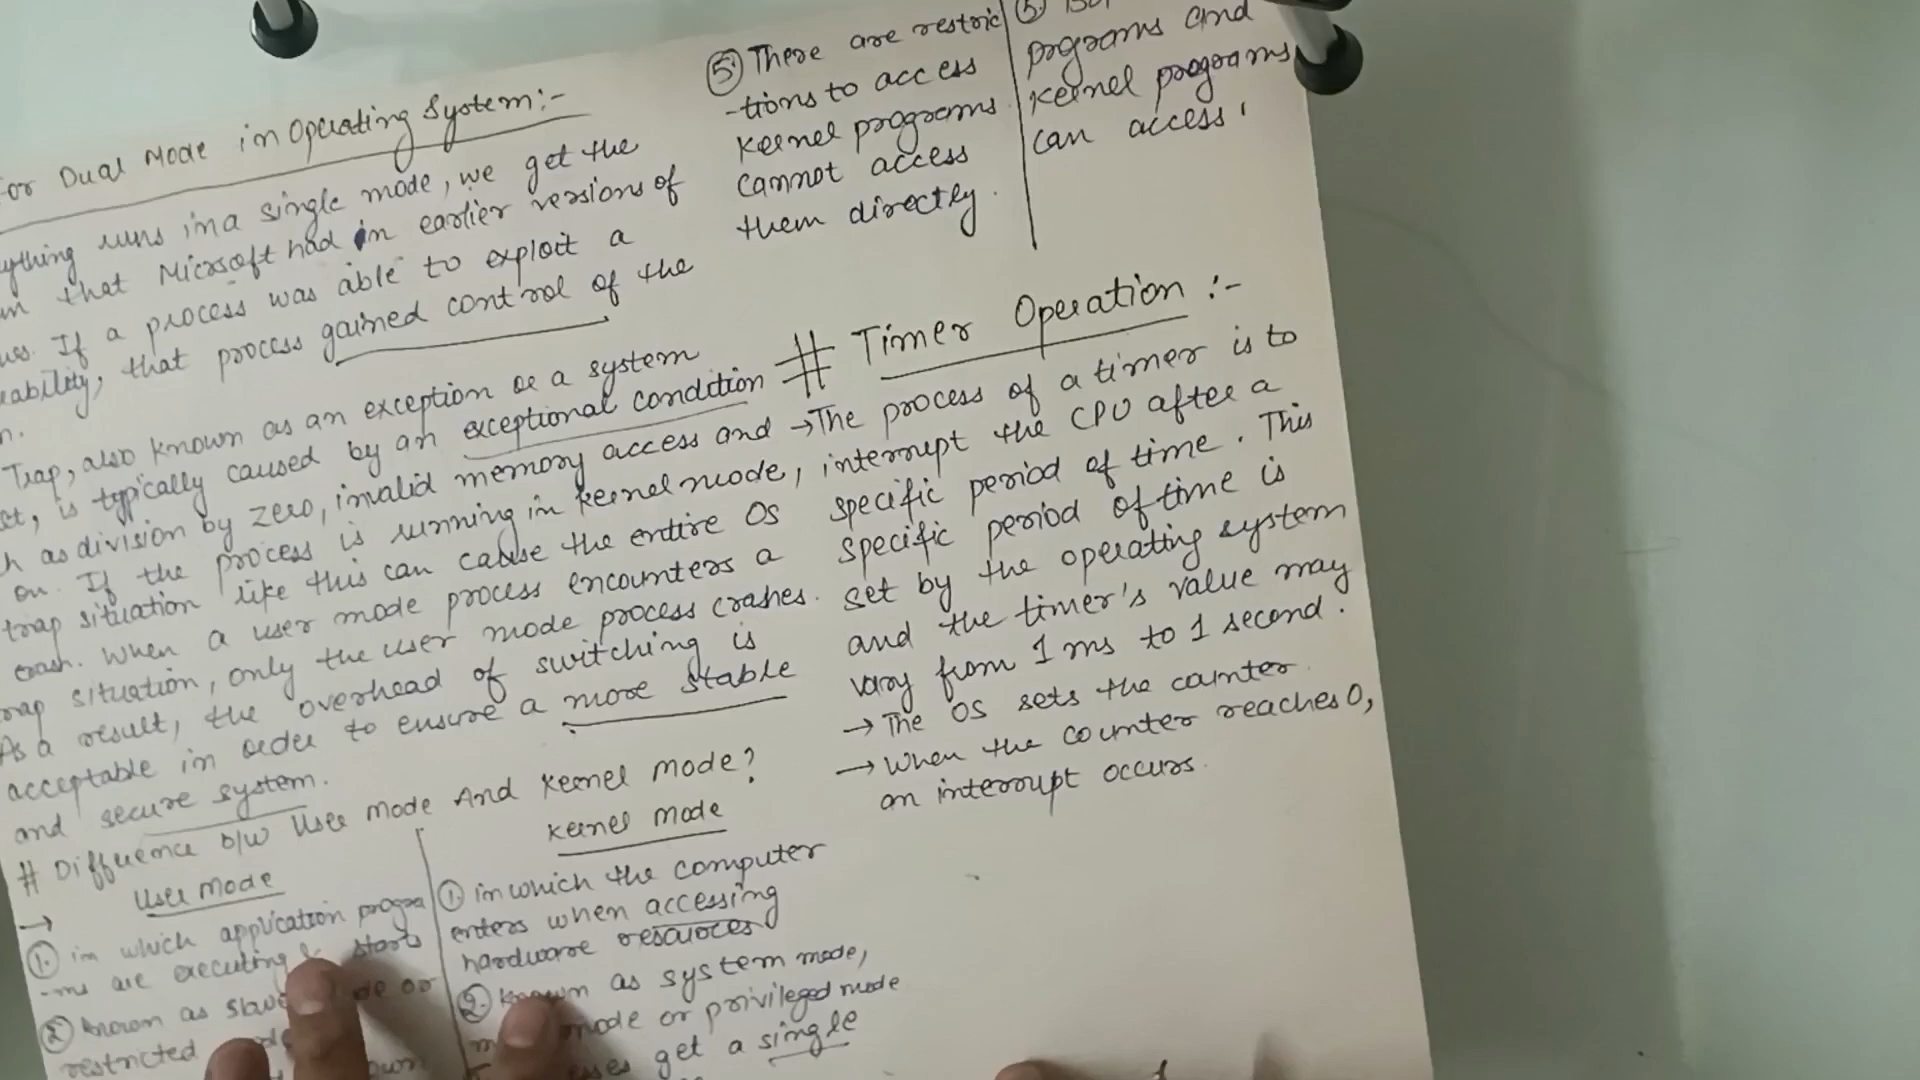 or Dual Mode in Operating System:-
ything runs in a single mode, we get the
that Microsoft had in earlier versions of
ues. If a process was able to exploit a
eability, that process gained control of the
n.
Trap, also known as an exception or a system
ct, is typically caused by an exceptional condition
h as division by zero, invalid memory access and
on. If the process is running in kernel mode,
trap situation like this can cause the entire OS
crash. When a user mode process encounters a
rap situation, only the user mode process crashes.
As a result, the overhead of switching is
acceptable in order to ensure a more stable
and secure system.
# Difference b/w User Mode And Kernel Mode?
→ User Mode
① in which application progra
-ms are executing & starts
② known as slave
restricted
own
Kernel Mode
① in which the computer
enters when accessing
hardware resources
② known as system mode,
mode or privileged mode
esses get a single
⑤ There are restric
-tions to access
Kernel programs
cannot access
them directly.
⑤
programs and
Kernel programs
can access.
# Timer Operation :-
→ The process of a timer is to
interrupt the CPU after a
specific period of time. This
specific period of time is
set by the operating system
and the timer's value may
vary from 1 ms to 1 second.
→ The OS sets the counter
→ When the counter reaches 0,
an interrupt occurs.